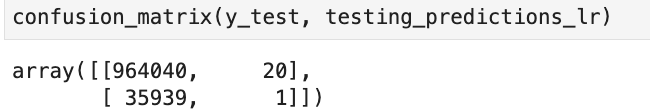 confusion_matrix(y_test, testing_predictions_lr)
array([[964040,     20],
       [ 35939,      1]])